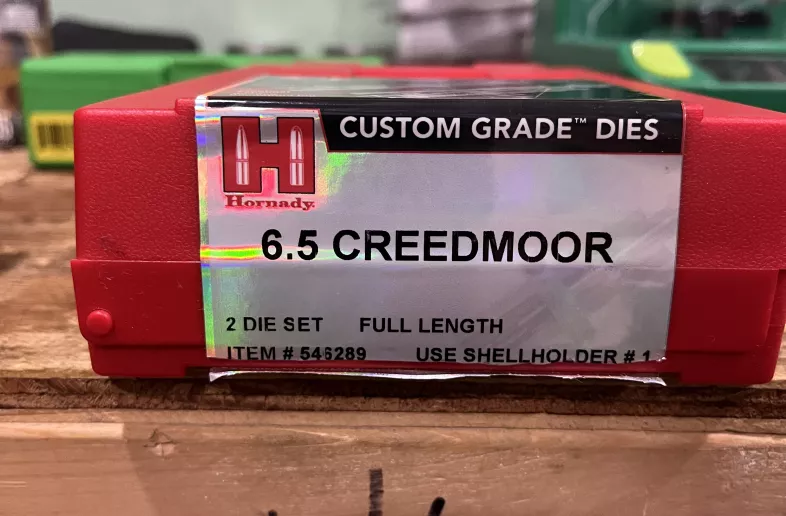 CUSTOM GRADE™ DIES
H
Hornady
6.5 CREEDMOOR
2 DIE SET FULL LENGTH
ITEM # 546289 USE SHELLHOLDER # 1